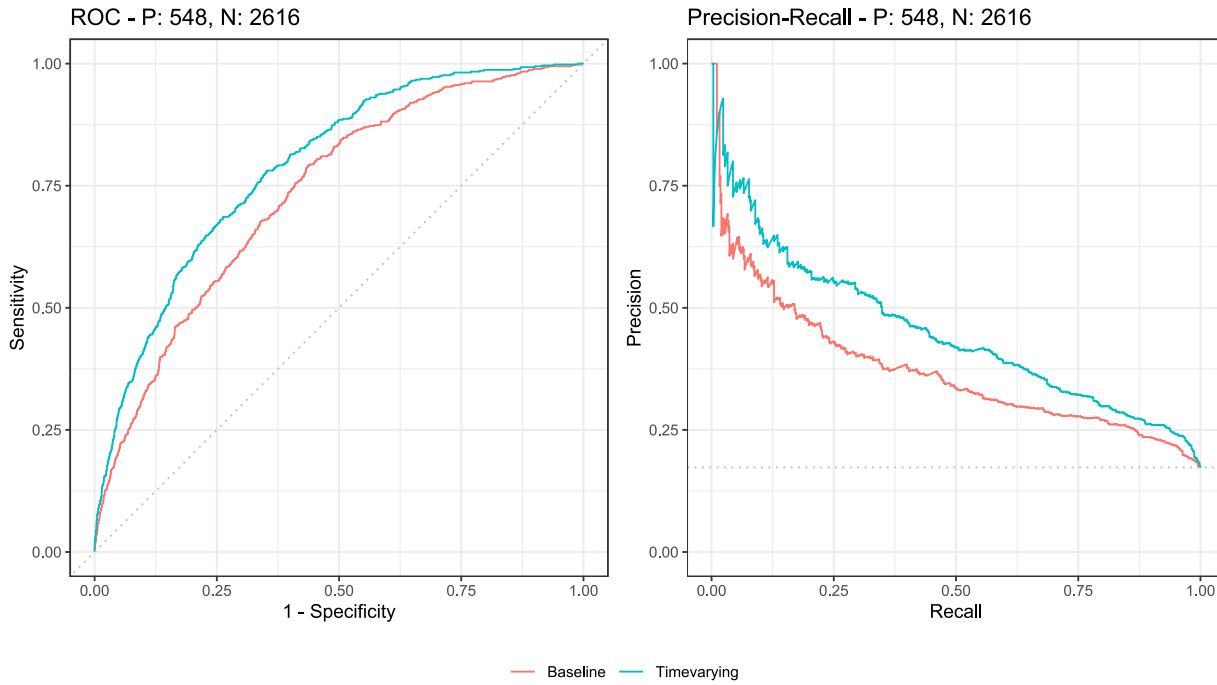 ROC - P: 548, N: 2616
Sensitivity
1.00
0.75
0.50
0.25
0.00
0.00 0.25 0.50 0.75 1.00
1 - Specificity
Precision-Recall - P: 548, N: 2616
Precision
1.00
0.75
0.50
0.25
0.00
0.00 0.25 0.50 0.75 1.00
Recall
Baseline Timevarying